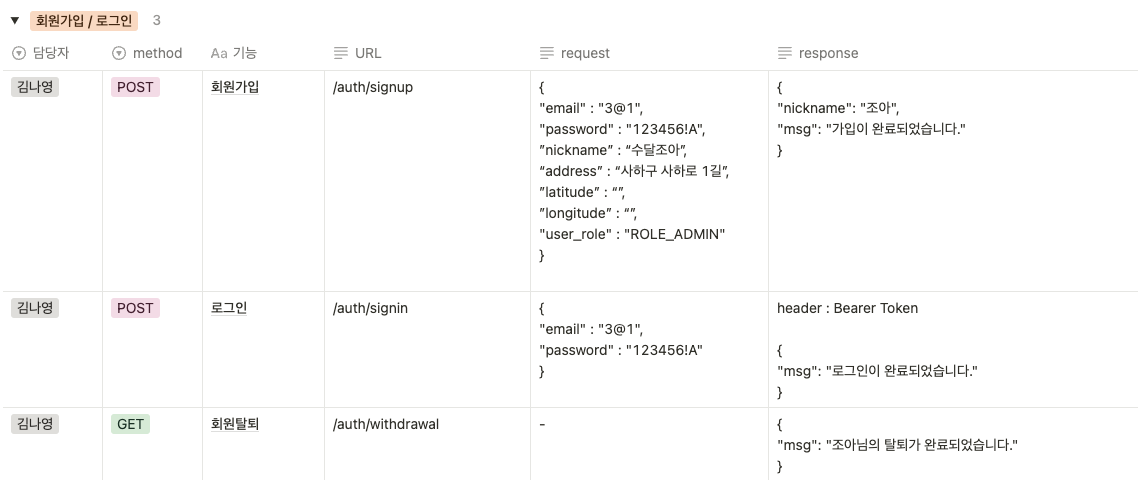 회원가입 / 로그인 3
담당자 method Aa 기능 URL request response
김나영 POST 회원가입 /auth/signup { {
"email" : "3@1", "nickname": "조아",
"password" : "123456!A", "msg": "가입이 완료되었습니다."
”nickname” : “수달조아”, }
“address” : “사하구 사하로 1길”,
”latitude” : “”,
”longitude” : “”,
"user_role" : "ROLE_ADMIN"
}
김나영 POST 로그인 /auth/signin { header : Bearer Token
"email" : "3@1",
"password" : "123456!A" {
} "msg": "로그인이 완료되었습니다."
}
김나영 GET 회원탈퇴 /auth/withdrawal - {
"msg": "조아님의 탈퇴가 완료되었습니다."
}